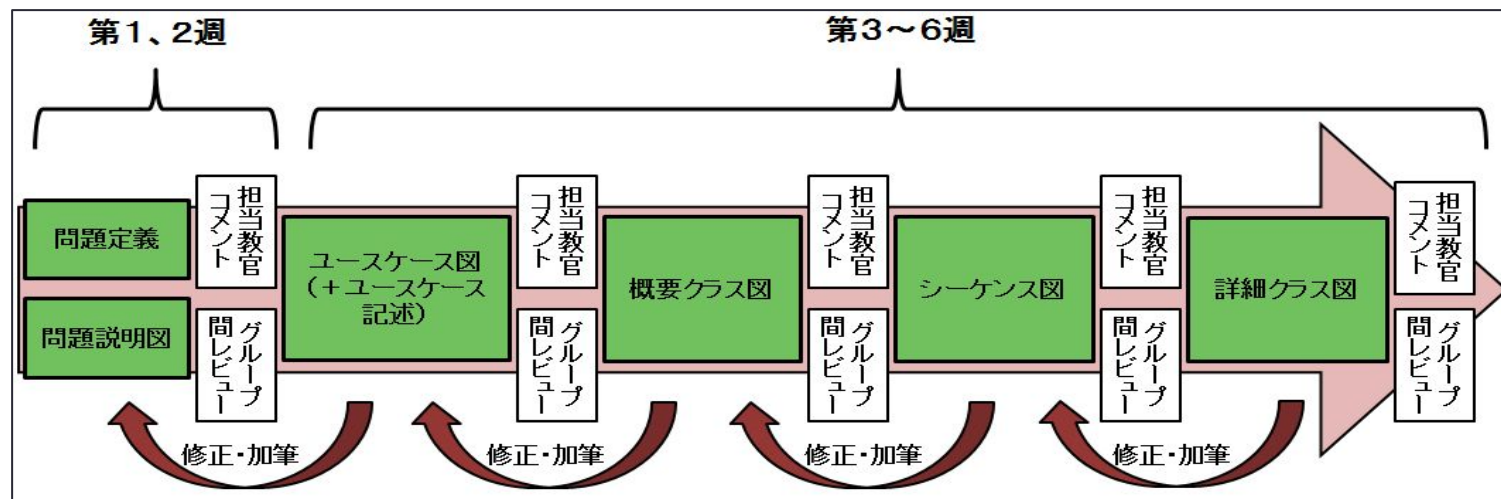 第1、2週
第3～6週
問題定義
問題説明図
担当教官
コメント
グループ
間レビュー
ユースケース図
(＋ユースケース
記述)
担当教官
コメント
グループ
間レビュー
概要クラス図
担当教官
コメント
グループ
間レビュー
シーケンス図
担当教官
コメント
グループ
間レビュー
詳細クラス図
担当教官
コメント
グループ
間レビュー
修正･加筆
修正･加筆
修正･加筆
修正･加筆